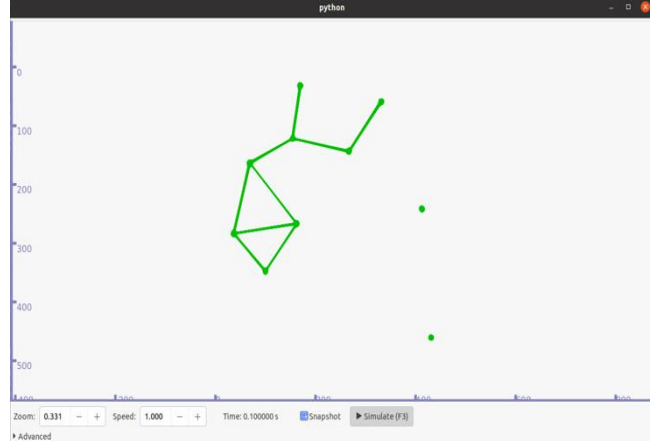 python
0
100
200
300
400
500
Zoom: 0.331 − + Speed: 1.000 − + Time: 0.100000 s Snapshot Simulate (F3)
Advanced